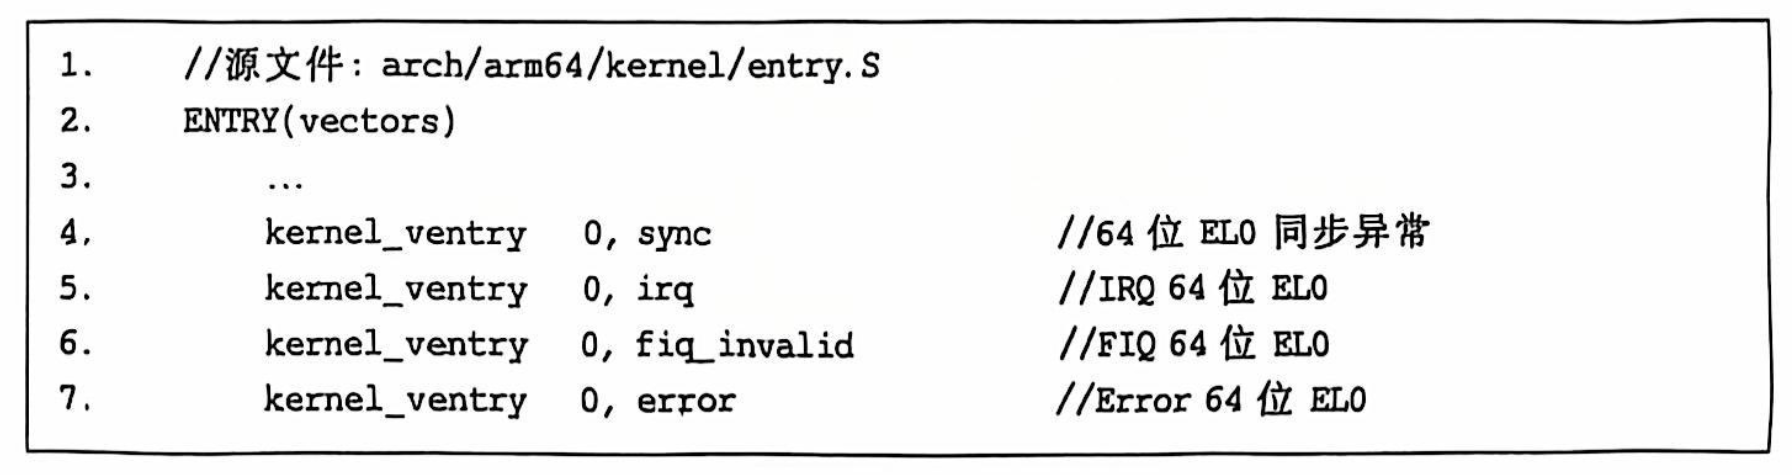 1. //源文件: arch/arm64/kernel/entry.S
2. ENTRY(vectors)
3. ...
4. kernel_ventry 0, sync //64 位 EL0 同步异常
5. kernel_ventry 0, irq //IRQ 64 位 EL0
6. kernel_ventry 0, fiq_invalid //FIQ 64 位 EL0
7. kernel_ventry 0, error //Error 64 位 EL0